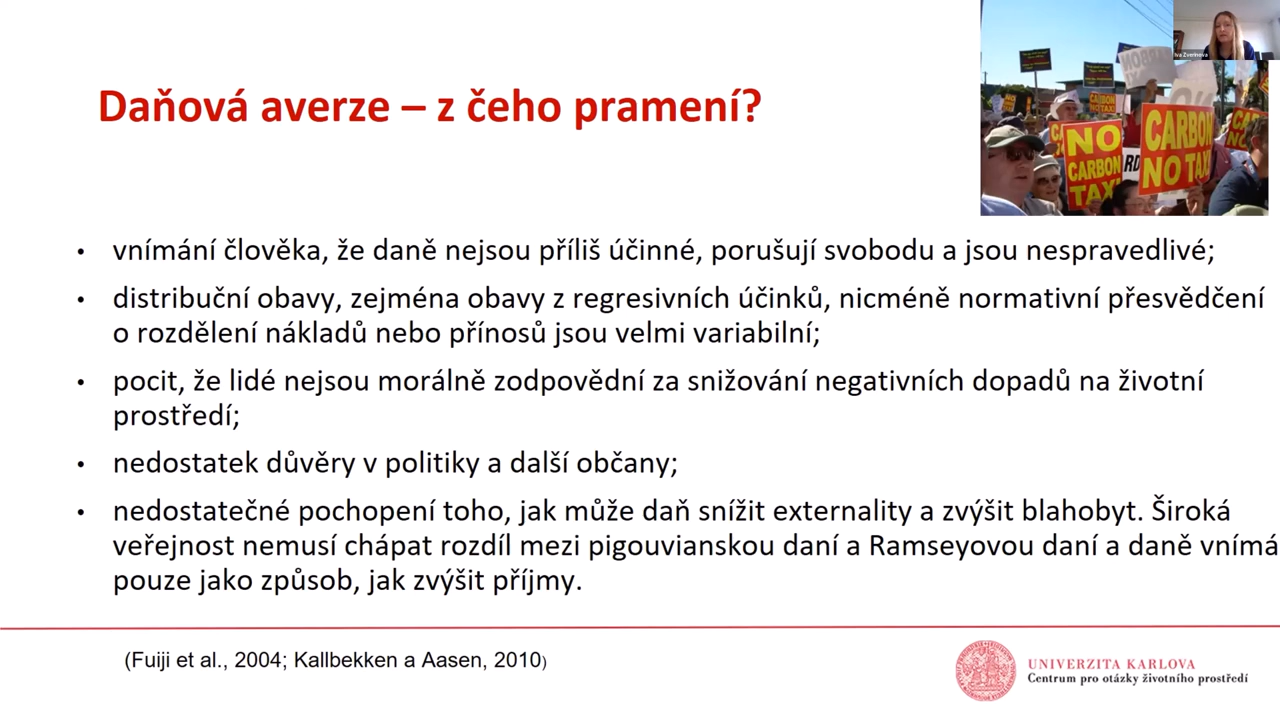 Daňová averze – z čeho pramení?
Iva Zvěřinová
NO
CARBON
TAX
CARBON
NO TAX
vnímání člověka, že daně nejsou příliš účinné, porušují svobodu a jsou nespravedlivé;
distribuční obavy, zejména obavy z regresivních účinků, nicméně normativní přesvědčení
o rozdělení nákladů nebo přínosů jsou velmi variabilní;
pocit, že lidé nejsou morálně zodpovědní za snižování negativních dopadů na životní
prostředí;
nedostatek důvěry v politiky a další občany;
nedostatečné pochopení toho, jak může daň snížit externality a zvýšit blahobyt. Široká
veřejnost nemusí chápat rozdíl mezi pigouvianskou daní a Ramseyovou daní a daně vnímá
pouze jako způsob, jak zvýšit příjmy.
(Fuiji et al., 2004; Kallbekken a Aasen, 2010)
UNIVERZITA KARLOVA
Centrum pro otázky životního prostředí